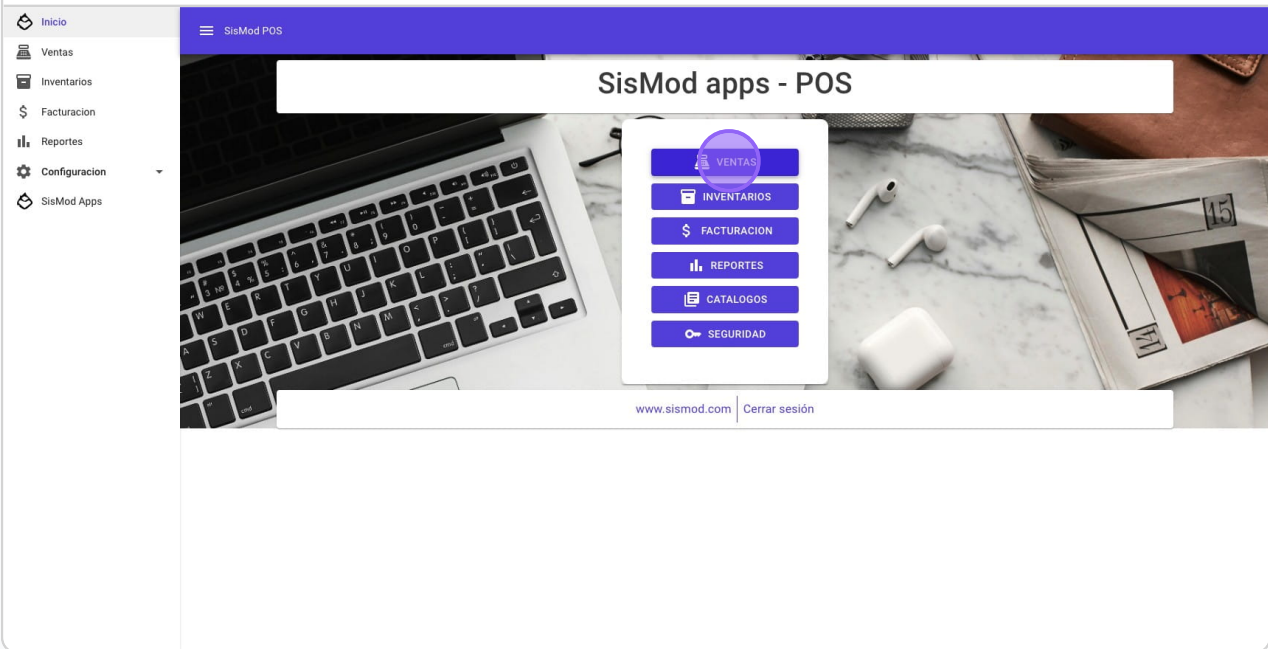 Inicio
Ventas
Inventarios
Facturacion
Reportes
Configuracion
SisMod Apps
SisMod POS
SisMod apps - POS
VENTAS
INVENTARIOS
$ FACTURACION
REPORTES
CATALOGOS
SEGURIDAD
www.sismod.com | Cerrar sesión
15